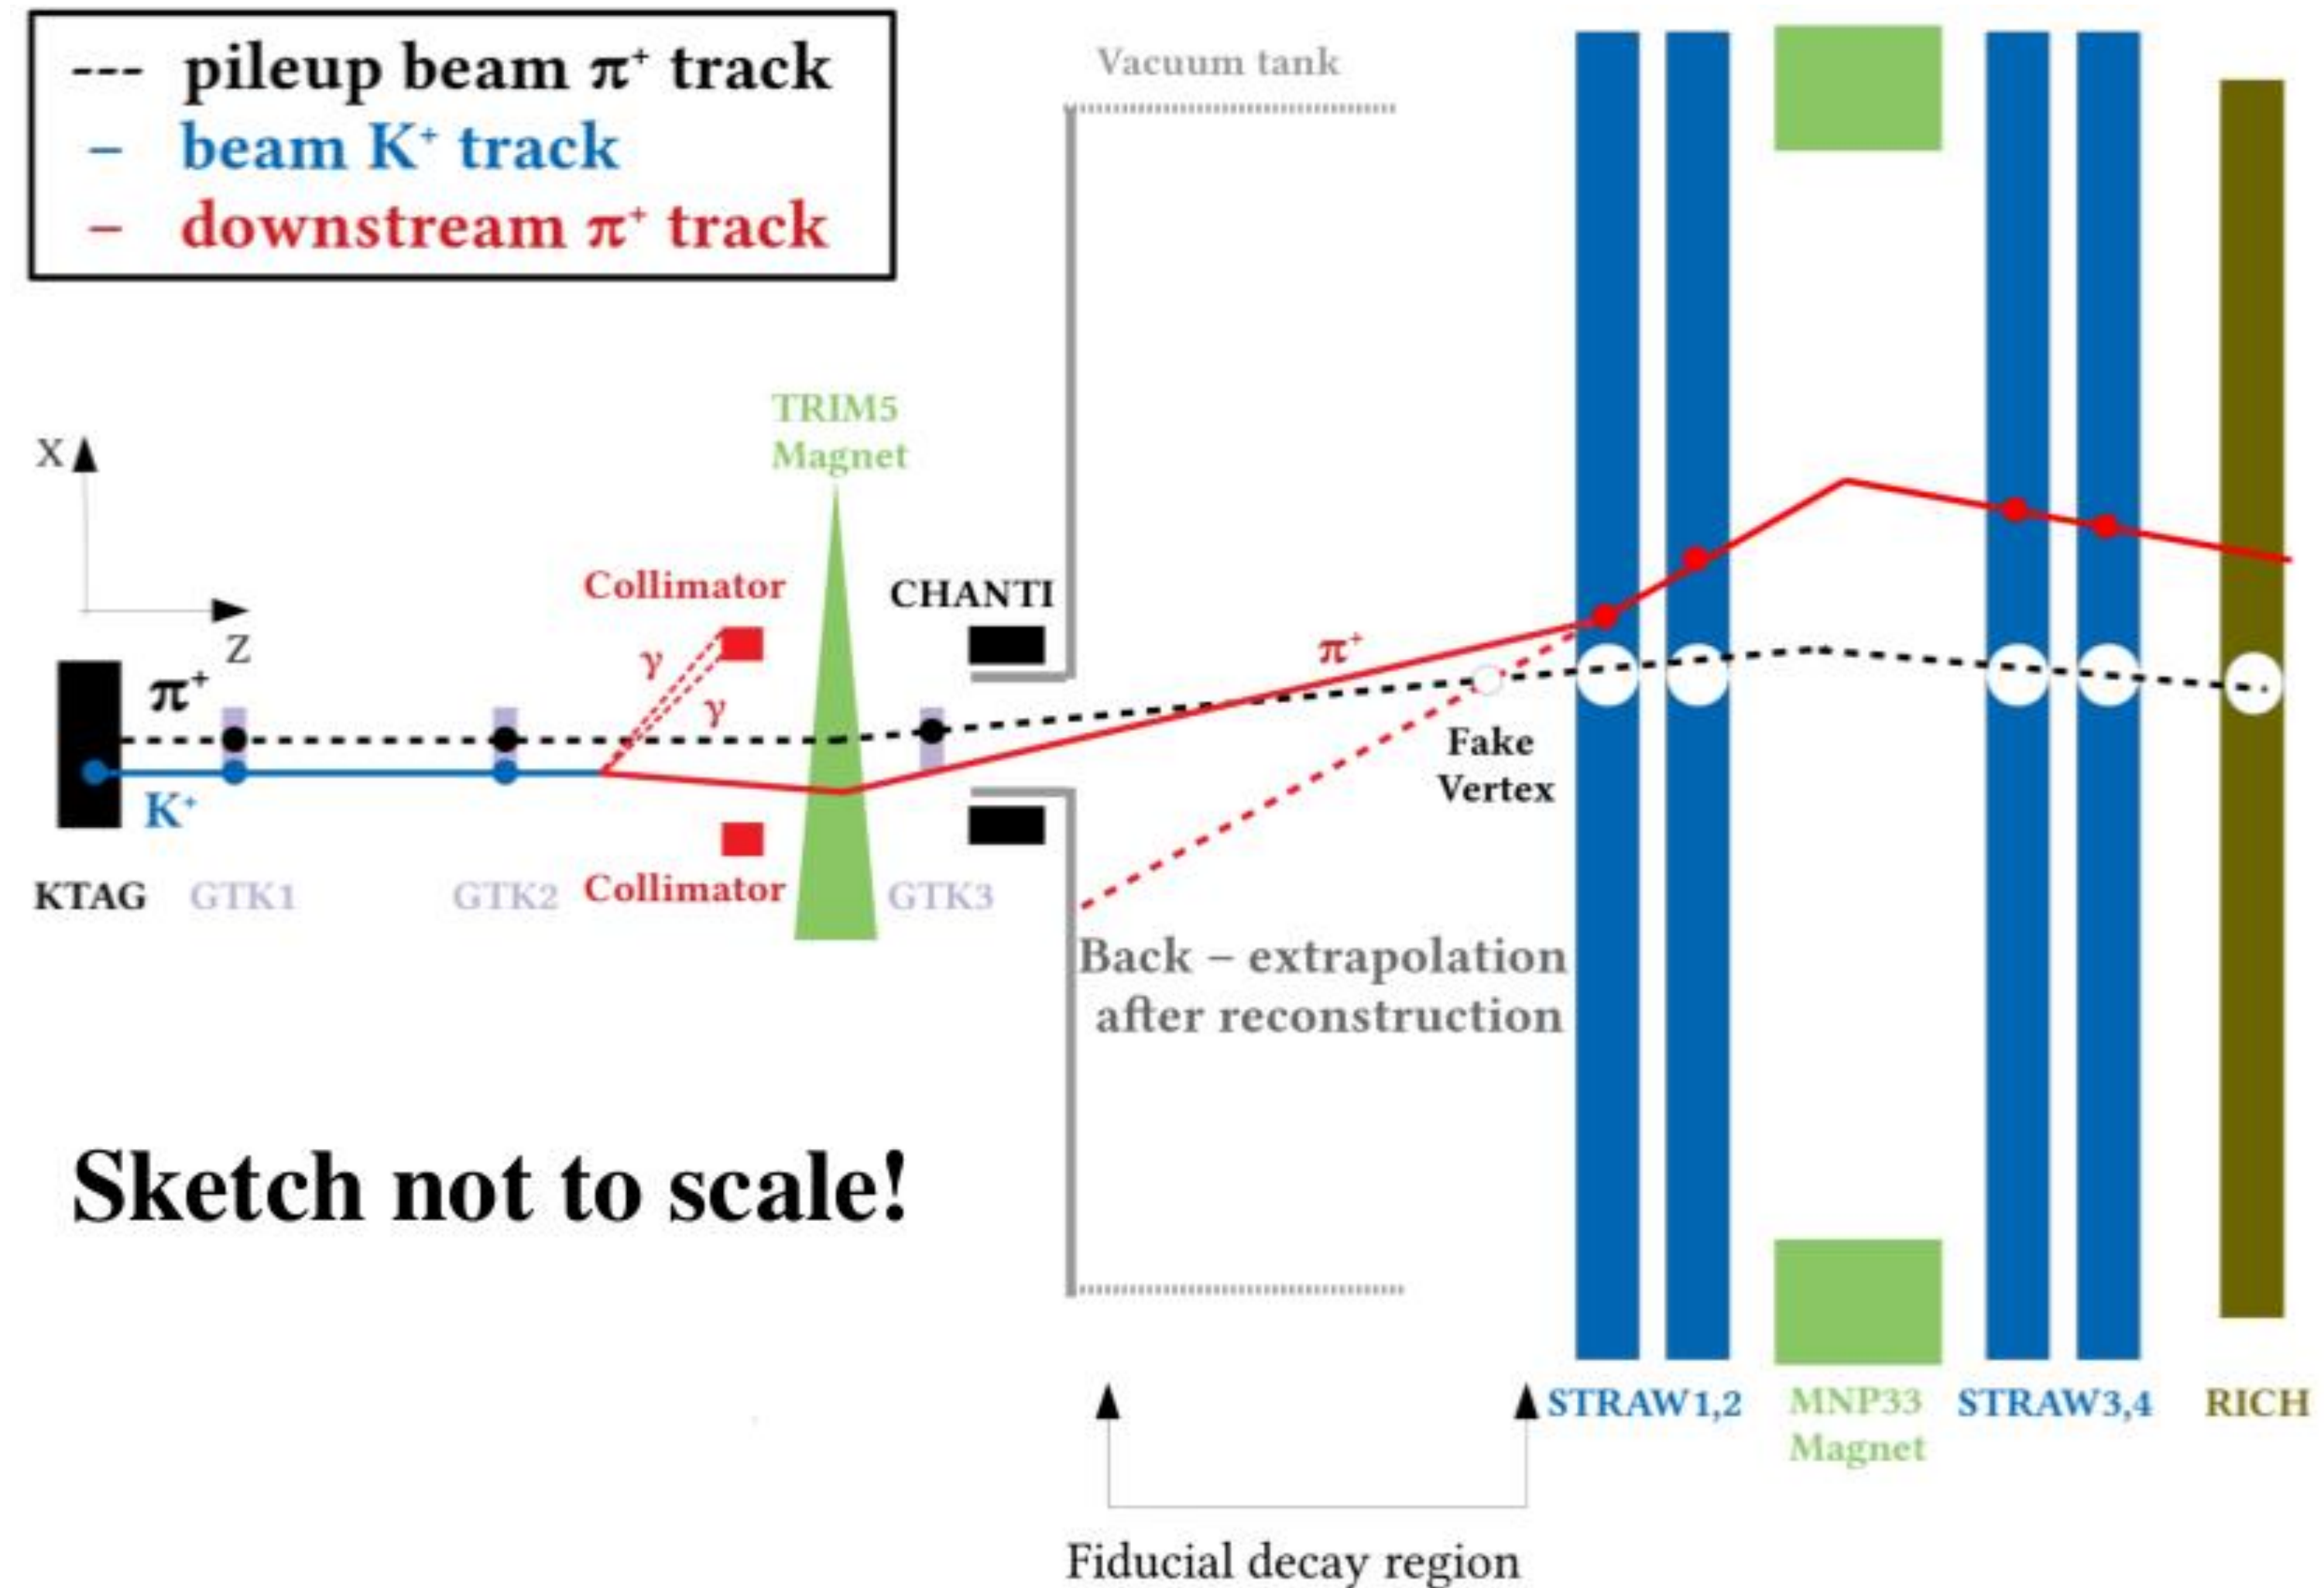 --- pileup beam π⁺ track
– beam K⁺ track
– downstream π⁺ track
Vacuum tank
TRIM5
Magnet
X
Z
Collimator
CHANTI
γ
γ
π⁺
π⁺
K⁺
Fake
Vertex
KTAG
GTK1
GTK2
Collimator
GTK3
Back – extrapolation
after reconstruction
Sketch not to scale!
STRAW1,2
MNP33
Magnet
STRAW3,4
RICH
Fiducial decay region